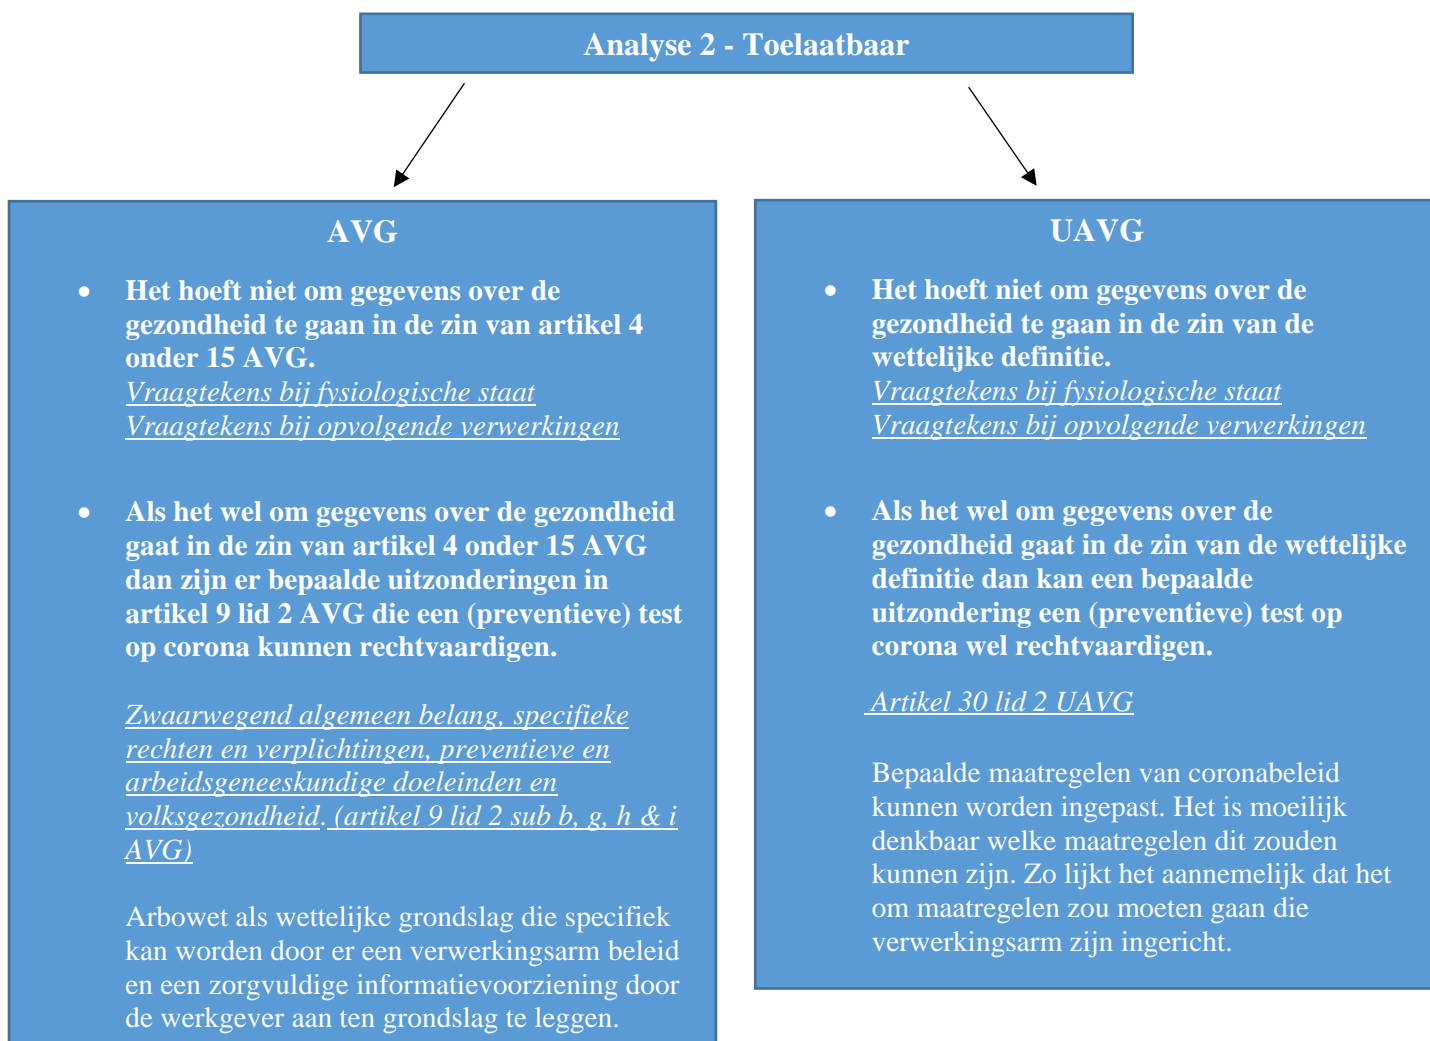 Analyse 2 - Toelaatbaar
AVG
• Het hoeft niet om gegevens over de
gezondheid te gaan in de zin van artikel 4
onder 15 AVG.
Vraagtekens bij fysiologische staat
Vraagtekens bij opvolgende verwerkingen
• Als het wel om gegevens over de gezondheid
gaat in de zin van artikel 4 onder 15 AVG
dan zijn er bepaalde uitzonderingen in
artikel 9 lid 2 AVG die een (preventieve) test
op corona kunnen rechtvaardigen.
Zwaarwegend algemeen belang, specifieke
rechten en verplichtingen, preventieve en
arbeidsgeneeskundige doeleinden en
volksgezondheid. (artikel 9 lid 2 sub b, g, h & i
AVG)
Arbowet als wettelijke grondslag die specifiek
kan worden door er een verwerkingsarm beleid
en een zorgvuldige informatievoorziening door
de werkgever aan ten grondslag te leggen.
UAVG
• Het hoeft niet om gegevens over de
gezondheid te gaan in de zin van de
wettelijke definitie.
Vraagtekens bij fysiologische staat
Vraagtekens bij opvolgende verwerkingen
• Als het wel om gegevens over de
gezondheid gaat in de zin van de wettelijke
definitie dan kan een bepaalde
uitzondering een (preventieve) test op
corona wel rechtvaardigen.
Artikel 30 lid 2 UAVG
Bepaalde maatregelen van coronabeleid
kunnen worden ingepast. Het is moeilijk
denkbaar welke maatregelen dit zouden
kunnen zijn. Zo lijkt het aannemelijk dat het
om maatregelen zou moeten gaan die
verwerkingsarm zijn ingericht.